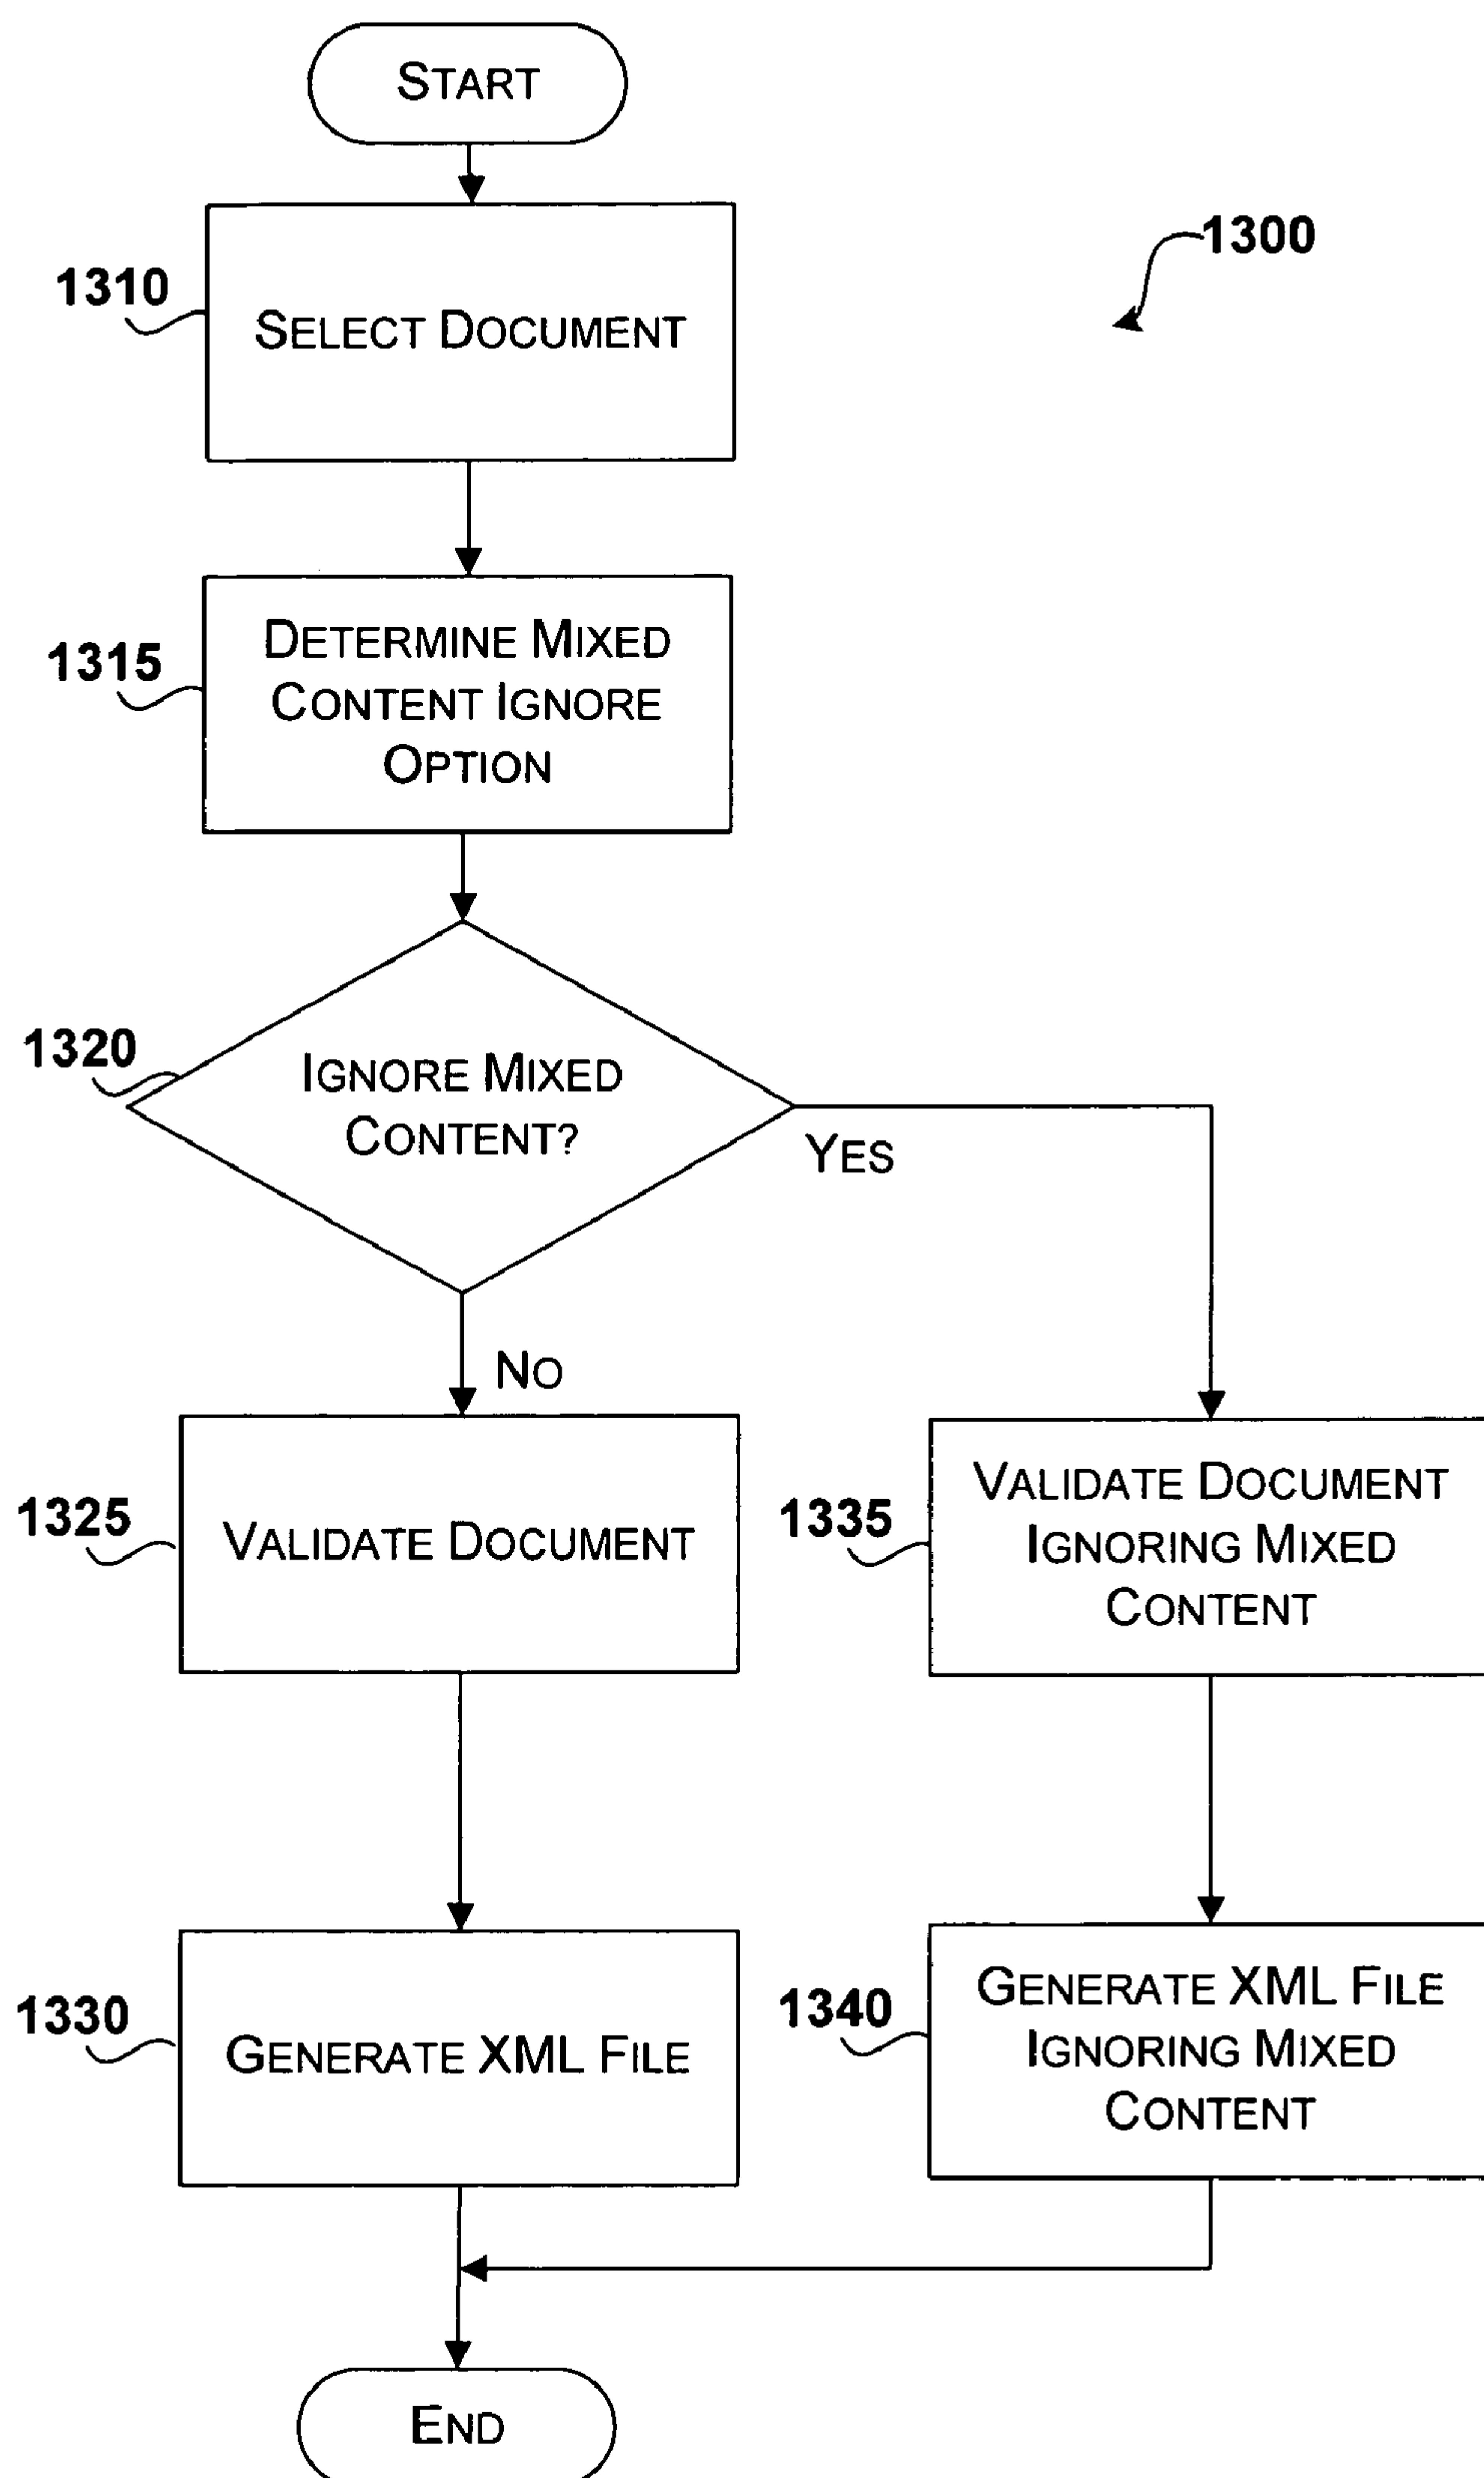 START
1300
1310
SELECT DOCUMENT
1315
DETERMINE MIXED
CONTENT IGNORE
OPTION
1320
IGNORE MIXED
CONTENT?
YES
NO
1325
VALIDATE DOCUMENT
1335
VALIDATE DOCUMENT
IGNORING MIXED
CONTENT
1330
GENERATE XML FILE
1340
GENERATE XML FILE
IGNORING MIXED
CONTENT
END